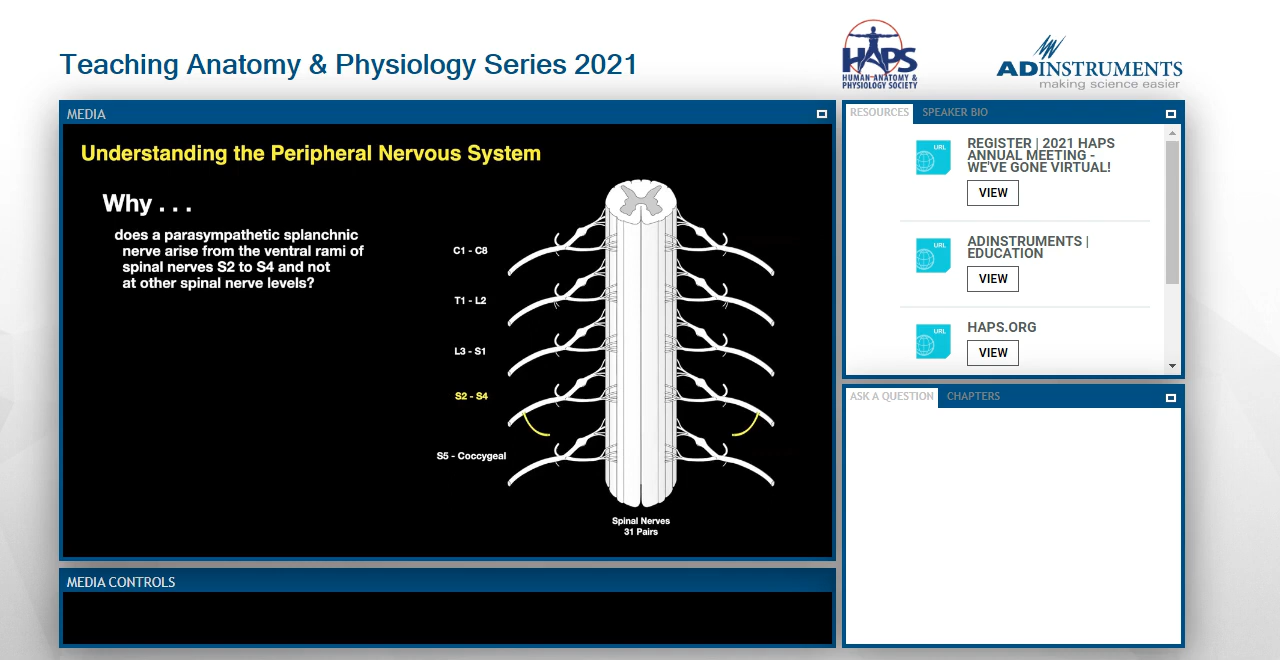 Teaching Anatomy & Physiology Series 2021
HAPS
HUMAN ANATOMY &
PHYSIOLOGY SOCIETY
ADINSTRUMENTS
making science easier
MEDIA
Understanding the Peripheral Nervous System
Why . . .
does a parasympathetic splanchnic
nerve arise from the ventral rami of
spinal nerves S2 to S4 and not
at other spinal nerve levels?
C1 - C8
T1 - L2
L3 - S1
S2 - S4
S5 - Coccygeal
Spinal Nerves
31 Pairs
MEDIA CONTROLS
RESOURCES SPEAKER BIO
URL
REGISTER | 2021 HAPS
ANNUAL MEETING -
WE'VE GONE VIRTUAL!
VIEW
URL
ADINSTRUMENTS |
EDUCATION
VIEW
URL
HAPS.ORG
VIEW
ASK A QUESTION CHAPTERS